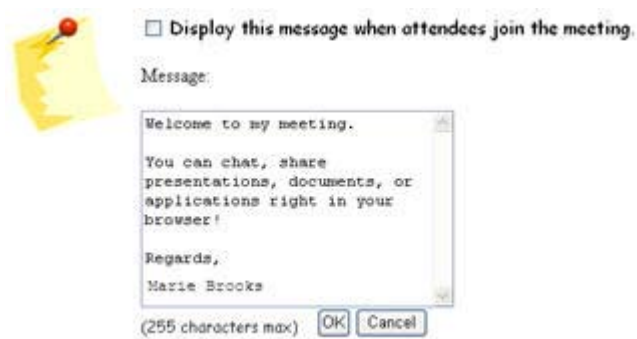 Display this message when attendees join the meeting.
Message:
Welcome to my meeting.
You can chat, share
presentations, documents, or
applications right in your
browser!
Regards,
Marie Brooks
(255 characters max) OK Cancel